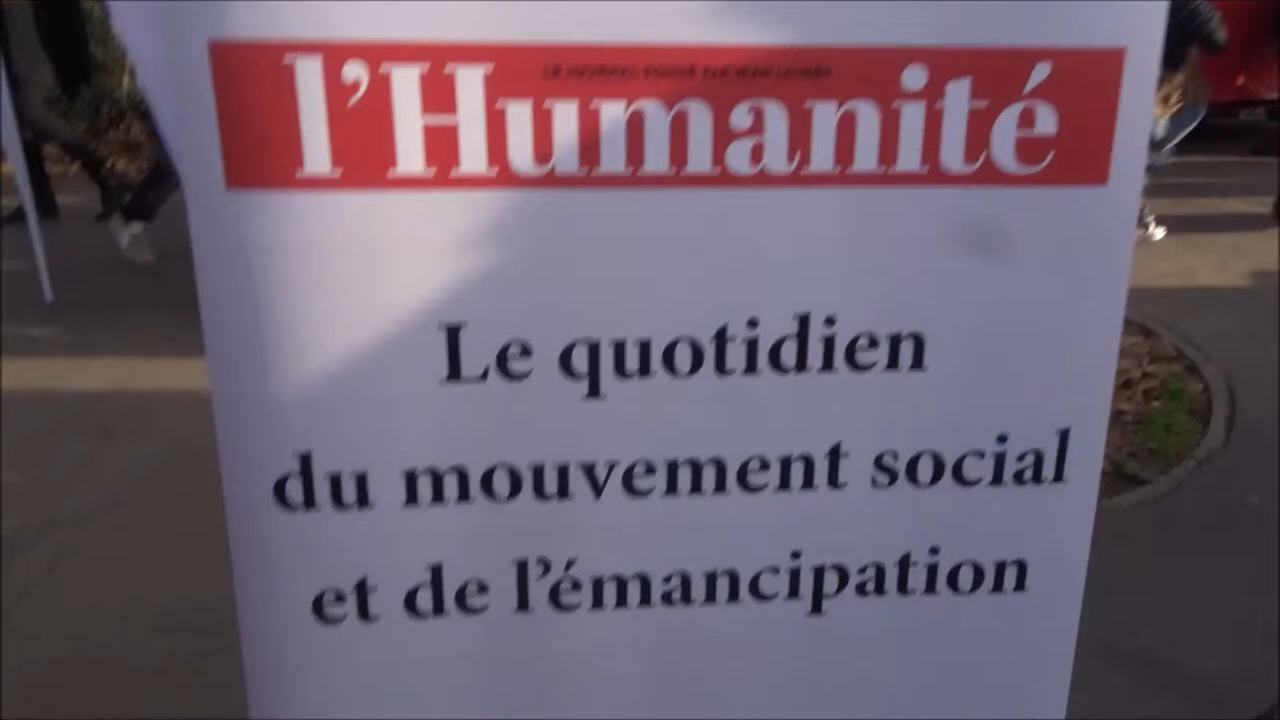 l'Humanité
Le quotidien
du mouvement social
et de l'émancipation